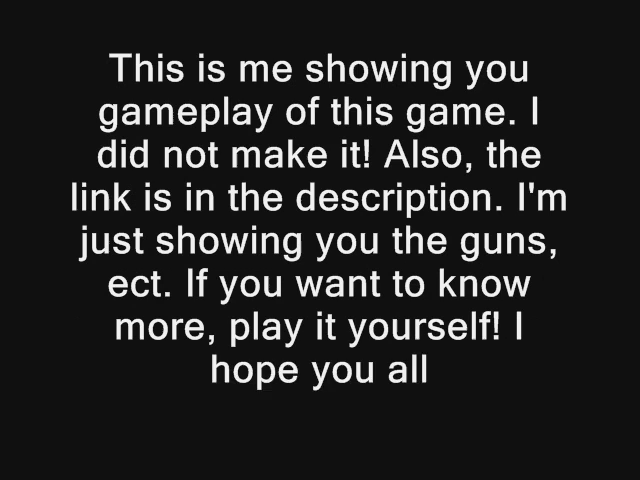 This is me showing you
gameplay of this game. I
did not make it! Also, the
link is in the description. I'm
just showing you the guns,
ect. If you want to know
more, play it yourself! I
hope you all